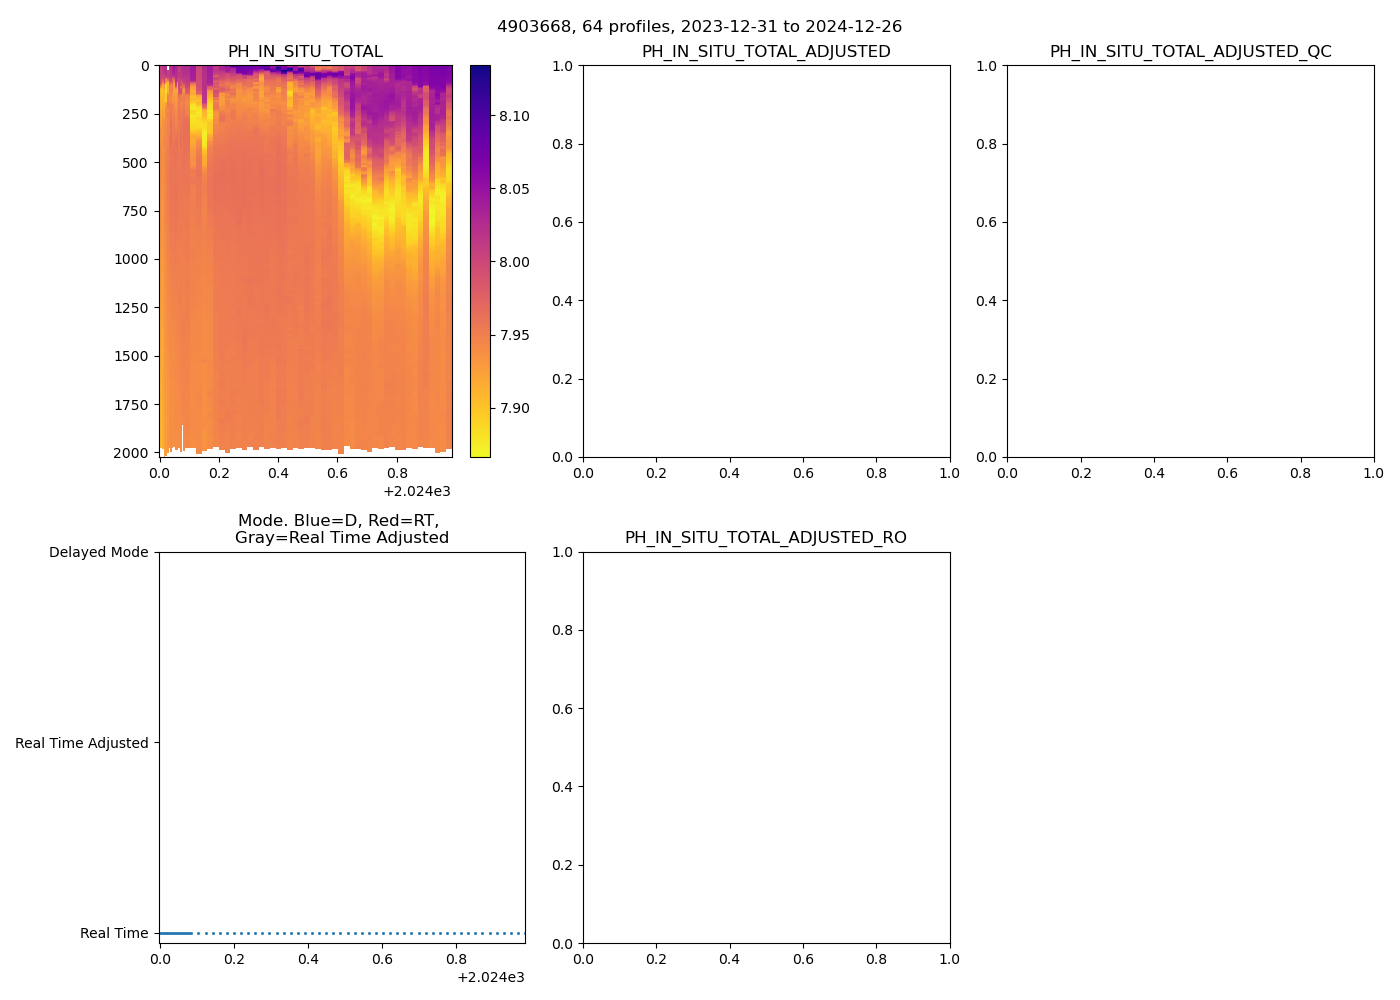 4903668, 64 profiles, 2023-12-31 to 2024-12-26
PH_IN_SITU_TOTAL
0
250
500
750
1000
1250
1500
1750
2000
0.0 0.2 0.4 0.6 0.8
+2.024e3
8.10
8.05
8.00
7.95
7.90
PH_IN_SITU_TOTAL_ADJUSTED
1.0
0.8
0.6
0.4
0.2
0.0
0.0 0.2 0.4 0.6 0.8 1.0
PH_IN_SITU_TOTAL_ADJUSTED_QC
1.0
0.8
0.6
0.4
0.2
0.0
0.0 0.2 0.4 0.6 0.8 1.0
Mode. Blue=D, Red=RT,
Gray=Real Time Adjusted
Delayed Mode
Real Time Adjusted
Real Time
0.0 0.2 0.4 0.6 0.8
+2.024e3
PH_IN_SITU_TOTAL_ADJUSTED_RO
1.0
0.8
0.6
0.4
0.2
0.0
0.0 0.2 0.4 0.6 0.8 1.0